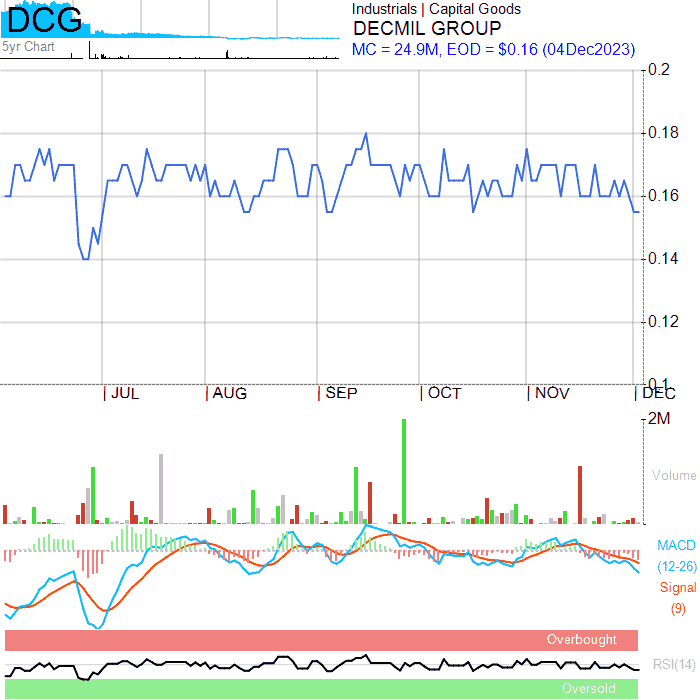 DCG
5yr Chart
Industrials | Capital Goods
DECMIL GROUP
MC = 24.9M, EOD = $0.16 (04Dec2023)
0.2
0.18
0.16
0.14
0.12
0.1
JUL AUG SEP OCT NOV DEC
2M
Volume
MACD
(12-26)
Signal
(9)
Overbought
RSI(14)
Oversold